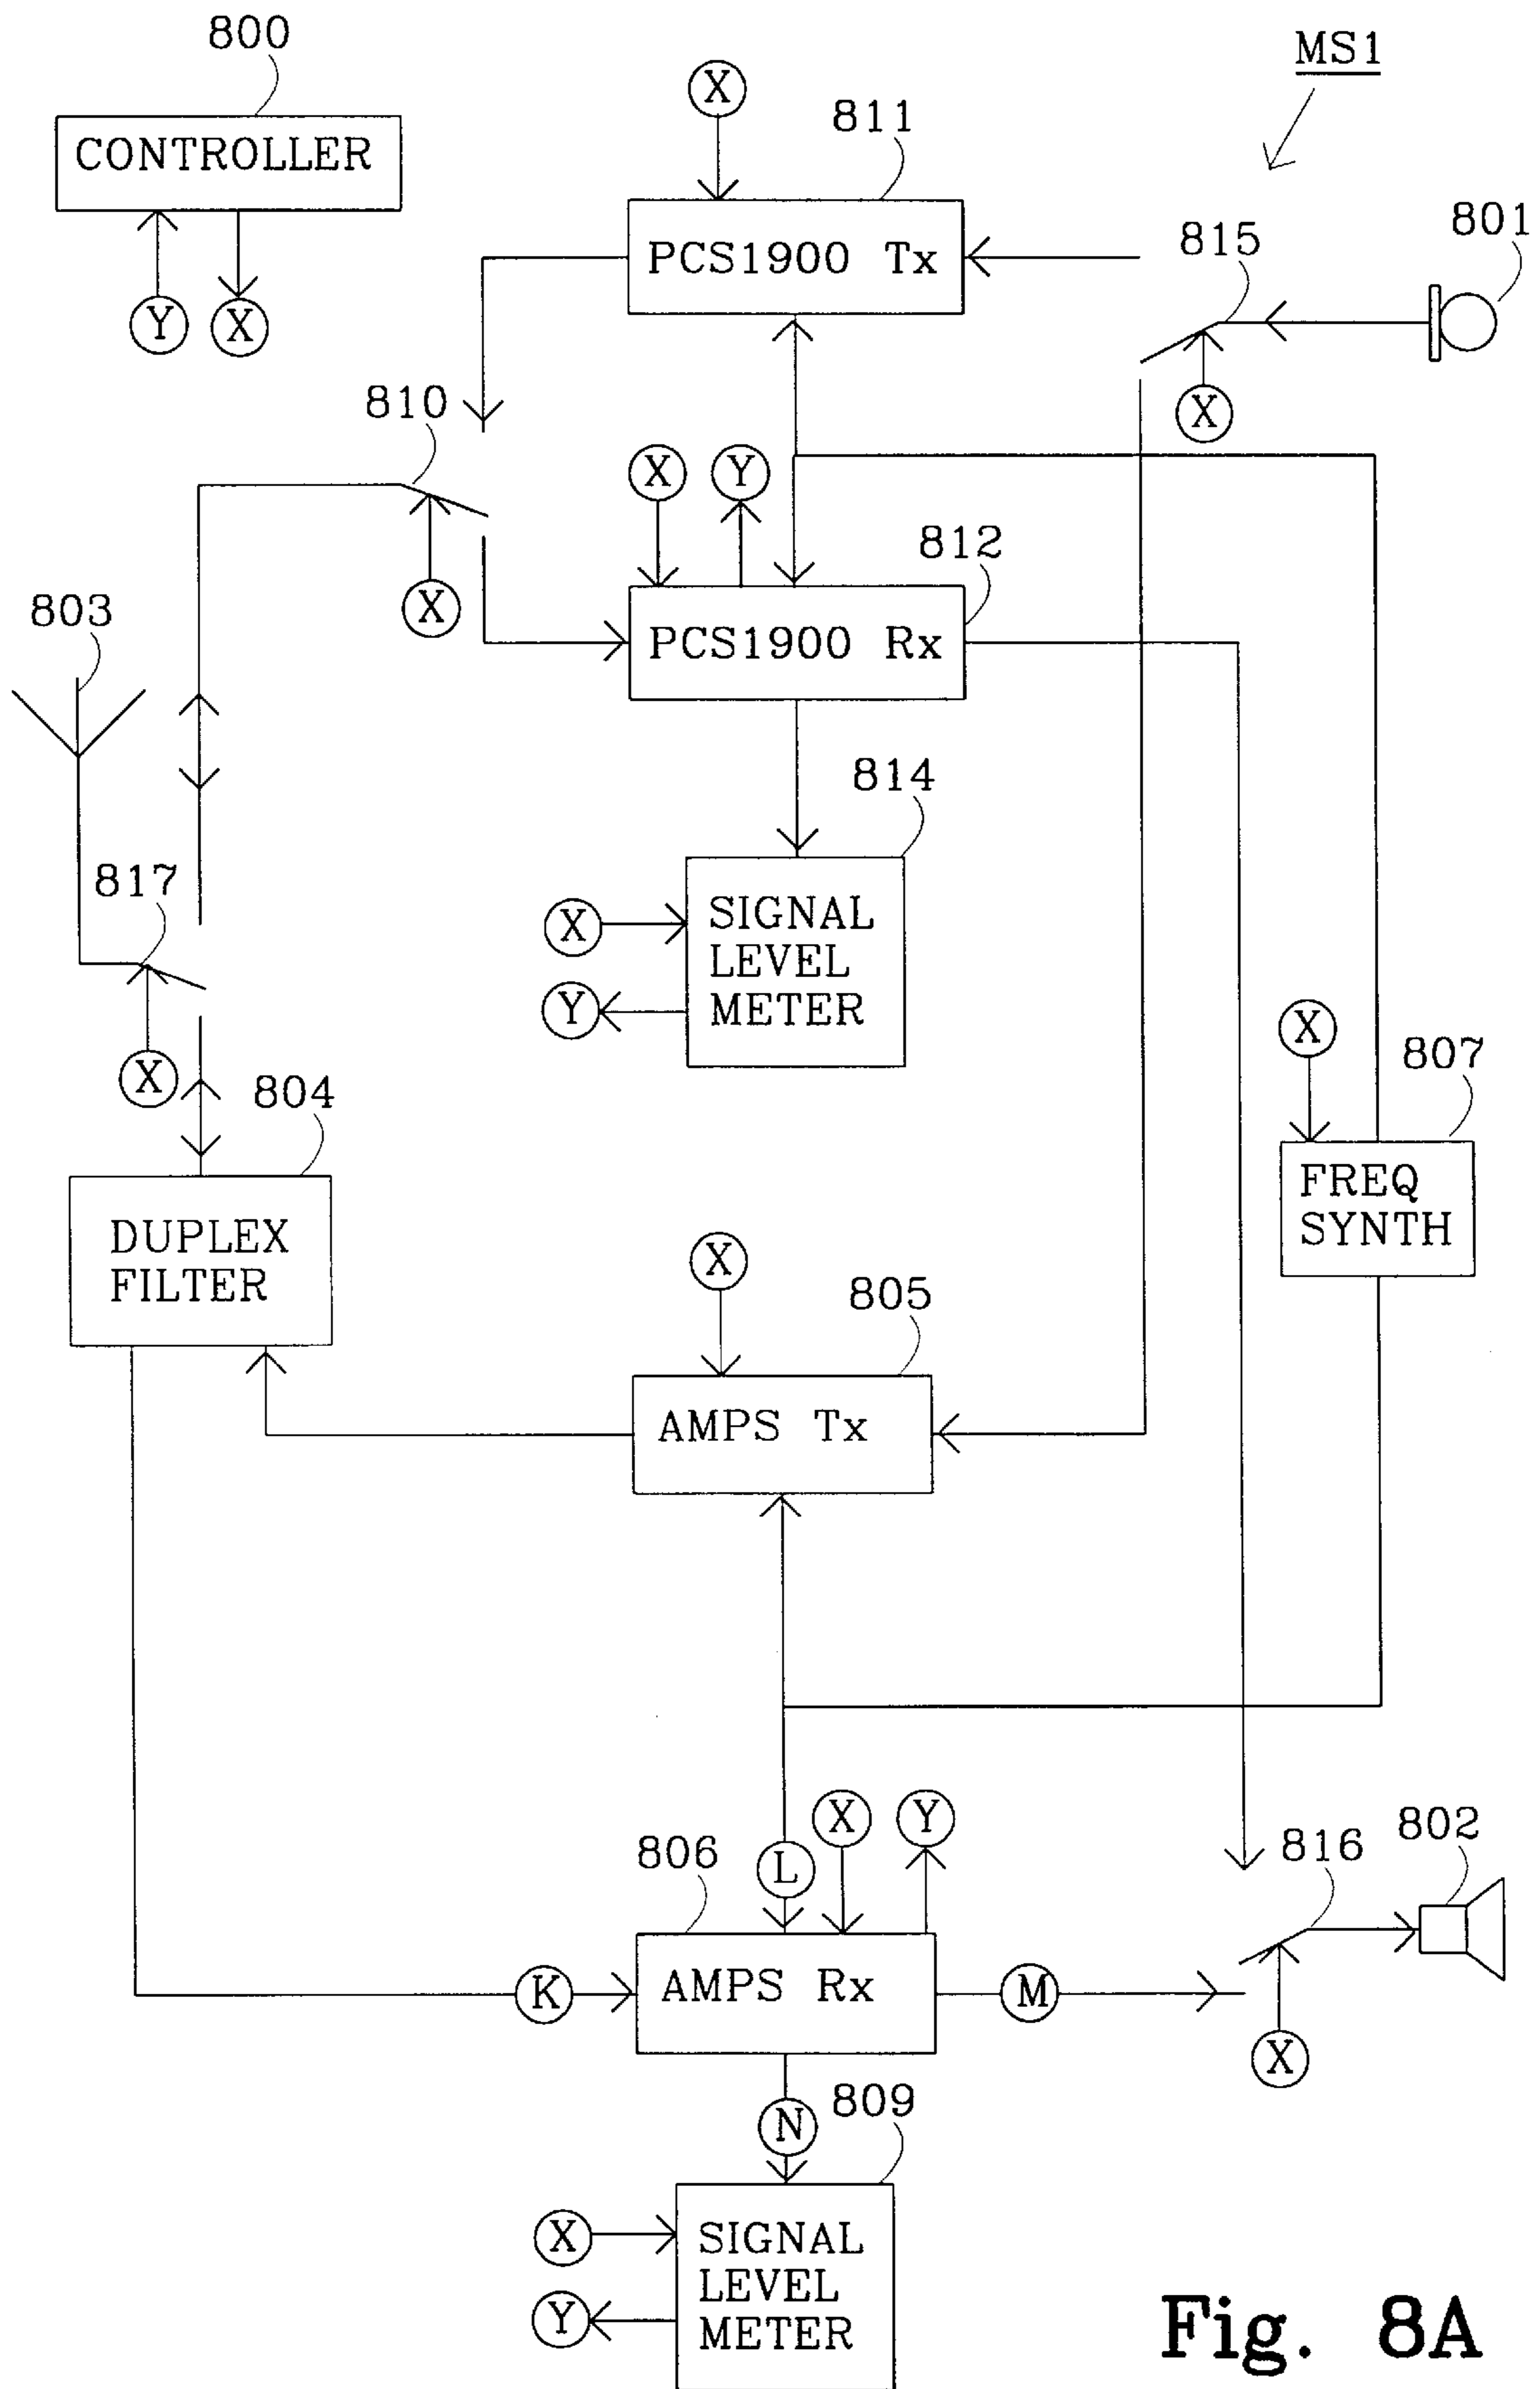 800
MS1
X
811
CONTROLLER
801
815
PCS1900 Tx
Y
X
810
X
X
Y
812
803
X
PCS1900 Rx
814
817
SIGNAL
LEVEL
METER
X
Y
X
807
X
804
FREQ
SYNTH
DUPLEX
FILTER
X
805
AMPS Tx
X
Y
802
806
816
L
AMPS Rx
K
M
X
N
809
X
SIGNAL
LEVEL
METER
Y
Fig. 8A